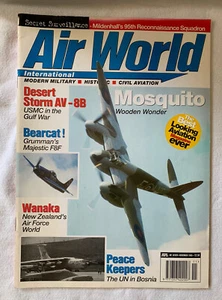 Secret Surveillance • Mildenhall's 95th Reconnaissance Squadron
Air World
International
MODERN MILITARY • HISTORIC • CIVIL AVIATION
Desert
Storm AV-8B
USMC in the
Gulf War
Mosquito
Wooden Wonder
The Best
Looking
Aviation
ever
Bearcat!
Grumman's
Majestic F8F
Wanaka
New Zealand's
Air Force
World
Peace
Keepers
The UN in Bosnia